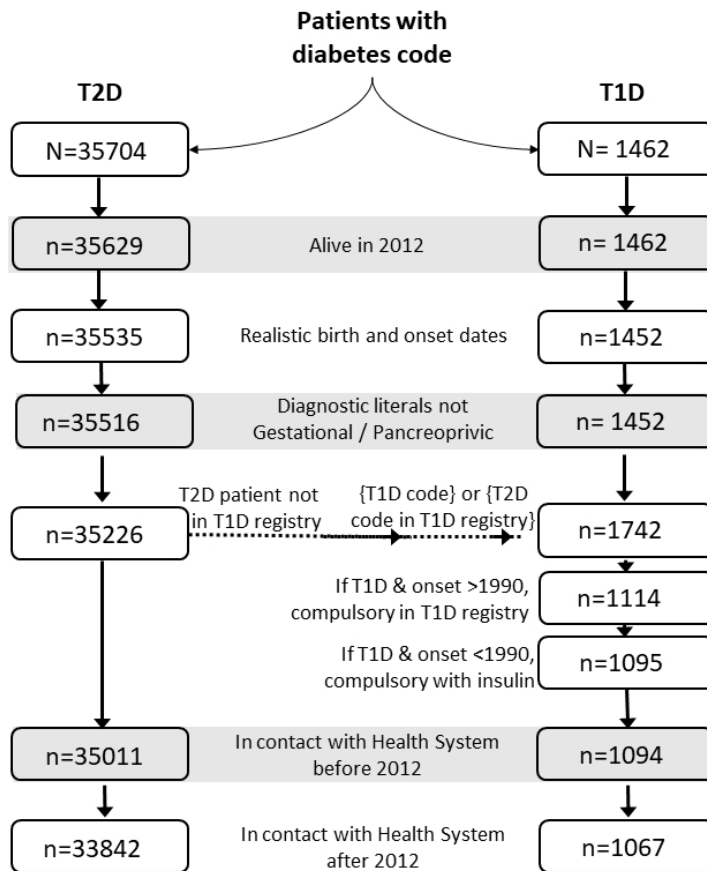 Patients with
diabetes code
T2D
T1D
N=35704
N= 1462
n=35629
Alive in 2012
n= 1462
n=35535
Realistic birth and onset dates
n=1452
n=35516
Diagnostic literals not
Gestational / Pancreoprivic
n= 1452
T2D patient not
in T1D registry
{T1D code} or {T2D
code in T1D registry}
n=35226
n=1742
If T1D & onset >1990,
compulsory in T1D registry
n=1114
If T1D & onset <1990,
compulsory with insulin
n=1095
n=35011
In contact with Health System
before 2012
n=1094
n=33842
In contact with Health System
after 2012
n=1067